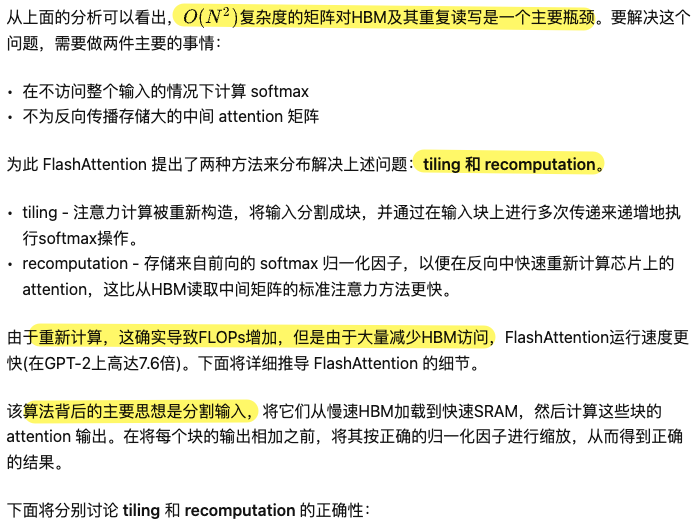 从上面的分析可以看出，O(N²)复杂度的矩阵对HBM及其重复读写是一个主要瓶颈。要解决这个
问题，需要做两件主要的事情：
• 在不访问整个输入的情况下计算 softmax
• 不为反向传播存储大的中间 attention 矩阵
为此 FlashAttention 提出了两种方法来分布解决上述问题：tiling 和 recomputation。
• tiling - 注意力计算被重新构造，将输入分割成块，并通过在输入块上进行多次传递来递增地执
行softmax操作。
• recomputation - 存储来自前向的 softmax 归一化因子，以便在反向中快速重新计算芯片上的
attention，这比从HBM读取中间矩阵的标准注意力方法更快。
由于重新计算，这确实导致FLOPs增加，但是由于大量减少HBM访问，FlashAttention运行速度更
快(在GPT-2上高达7.6倍)。下面将详细推导 FlashAttention 的细节。
该算法背后的主要思想是分割输入，将它们从慢速HBM加载到快速SRAM，然后计算这些块的
attention 输出。在将每个块的输出相加之前，将其按正确的归一化因子进行缩放，从而得到正确
的结果。
下面将分别讨论 tiling 和 recomputation 的正确性：